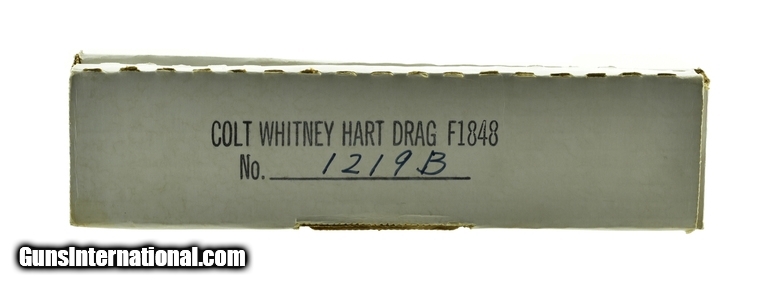 COLT WHITNEY HART DRAG F1848
No. 1219B
GunsInternational.com